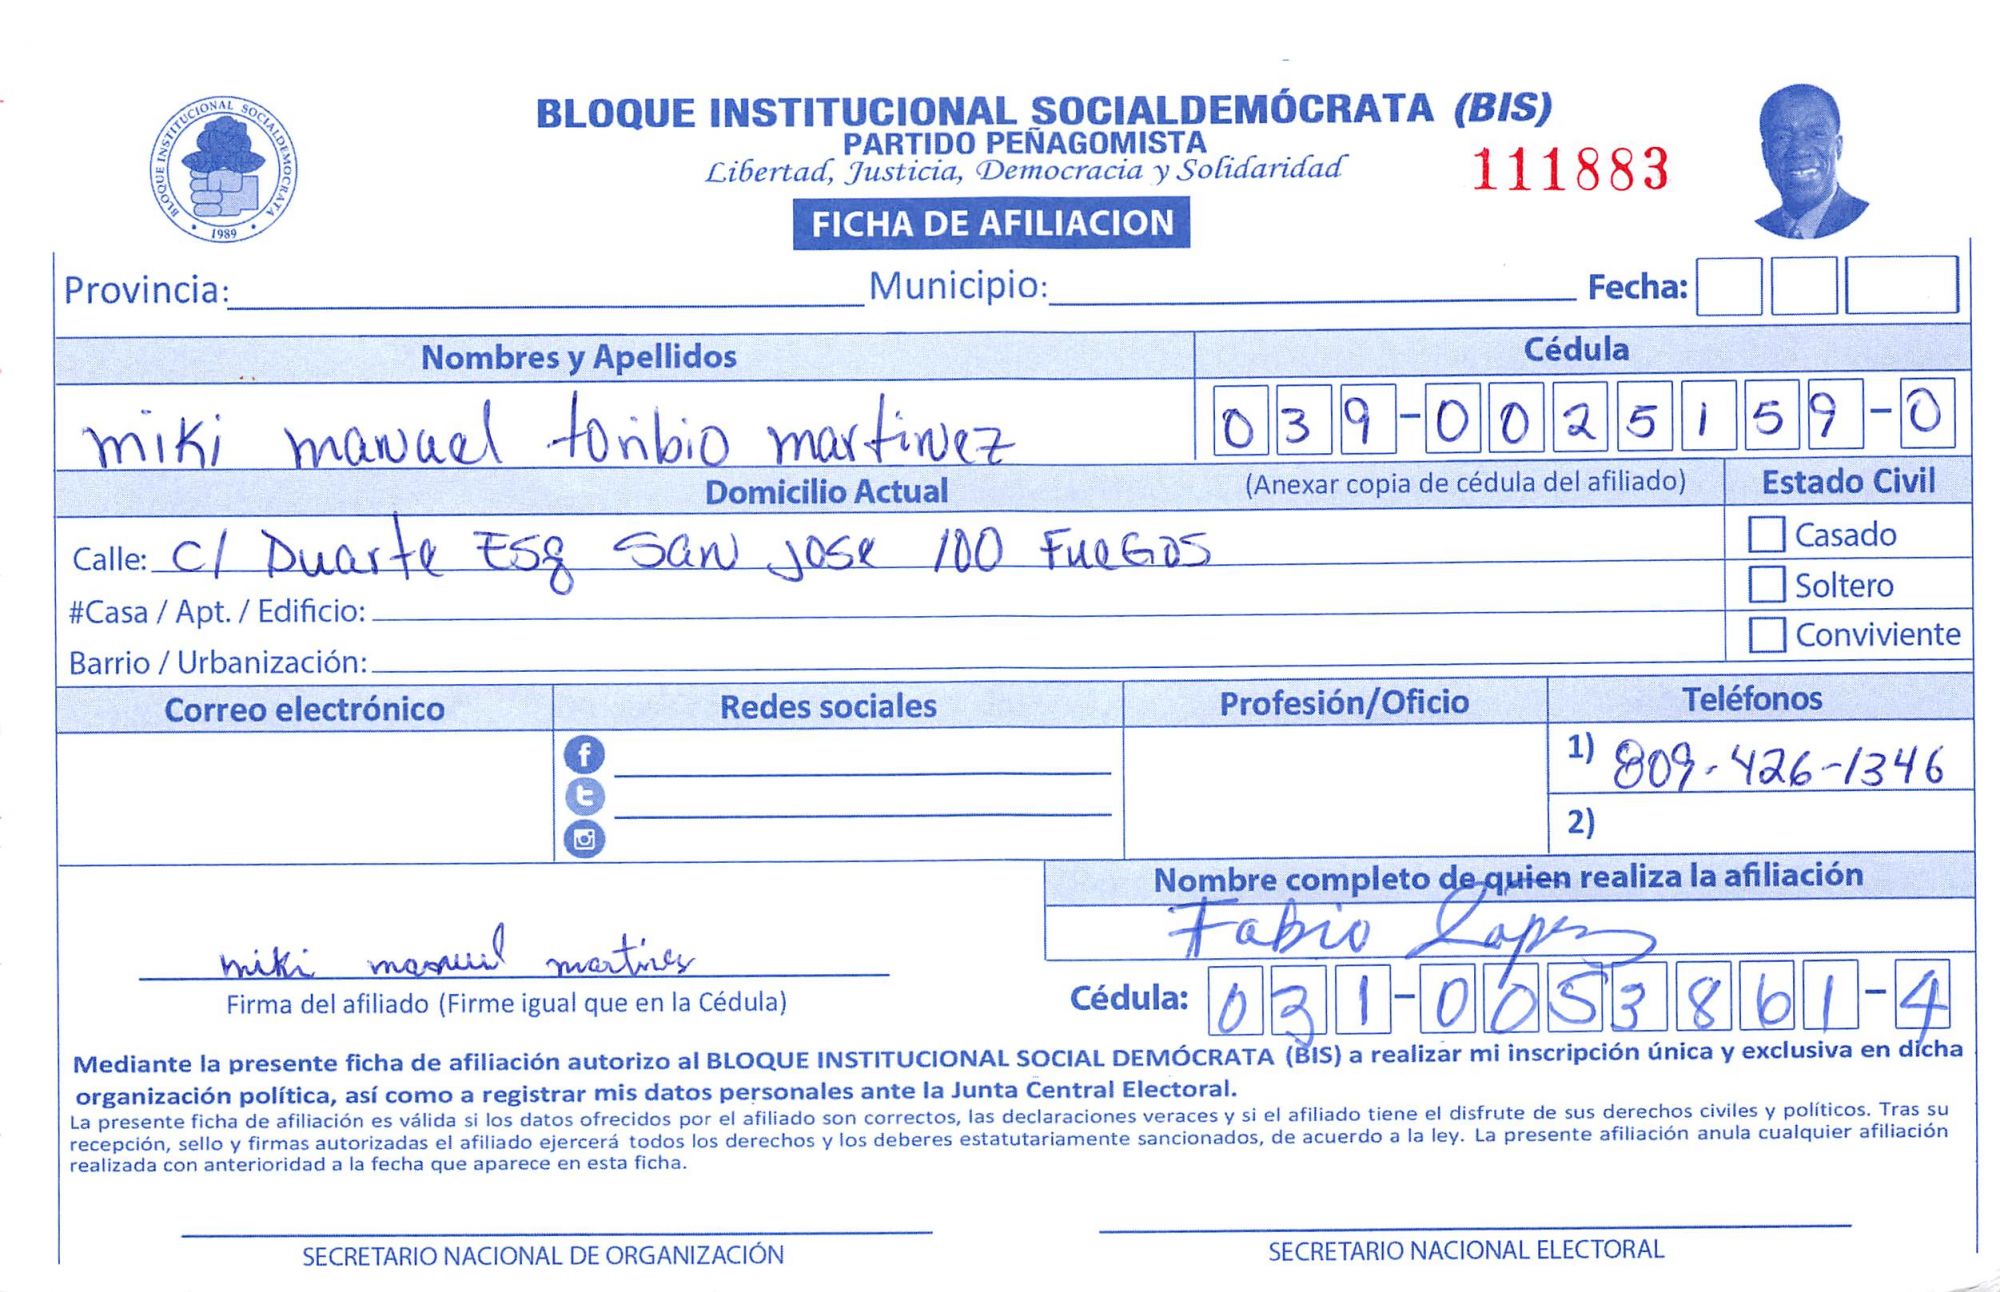 BLOQUE INSTITUCIONAL SOCIALDEMOCRATA
1989
BLOQUE INSTITUCIONAL SOCIALDEMÓCRATA (BIS)
PARTIDO PEÑAGOMISTA
Libertad, Justicia, Democracia y Solidaridad
111883
FICHA DE AFILIACION
Provincia: Municipio: Fecha:
Nombres y Apellidos Cédula
miki manuel toribio martinez 039-0025159-0
Domicilio Actual (Anexar copia de cédula del afiliado) Estado Civil
Calle: C/ Duarte Esq San Jose 100 Fuegos Casado
#Casa / Apt. / Edificio: Soltero
Barrio / Urbanización: Conviviente
Correo electrónico Redes sociales Profesión/Oficio Teléfonos
1) 809-426-1346
2)
Nombre completo de quien realiza la afiliación
Fabio Lopez
miki manuel martines
Firma del afiliado (Firme igual que en la Cédula) Cédula: 031-0053861-4
Mediante la presente ficha de afiliación autorizo al BLOQUE INSTITUCIONAL SOCIAL DEMÓCRATA (BIS) a realizar mi inscripción única y exclusiva en dicha
organización política, así como a registrar mis datos personales ante la Junta Central Electoral.
La presente ficha de afiliación es válida si los datos ofrecidos por el afiliado son correctos, las declaraciones veraces y si el afiliado tiene el disfrute de sus derechos civiles y políticos. Tras su
recepción, sello y firmas autorizadas el afiliado ejercerá todos los derechos y los deberes estatutariamente sancionados, de acuerdo a la ley. La presente afiliación anula cualquier afiliación
realizada con anterioridad a la fecha que aparece en esta ficha.
SECRETARIO NACIONAL DE ORGANIZACIÓN SECRETARIO NACIONAL ELECTORAL